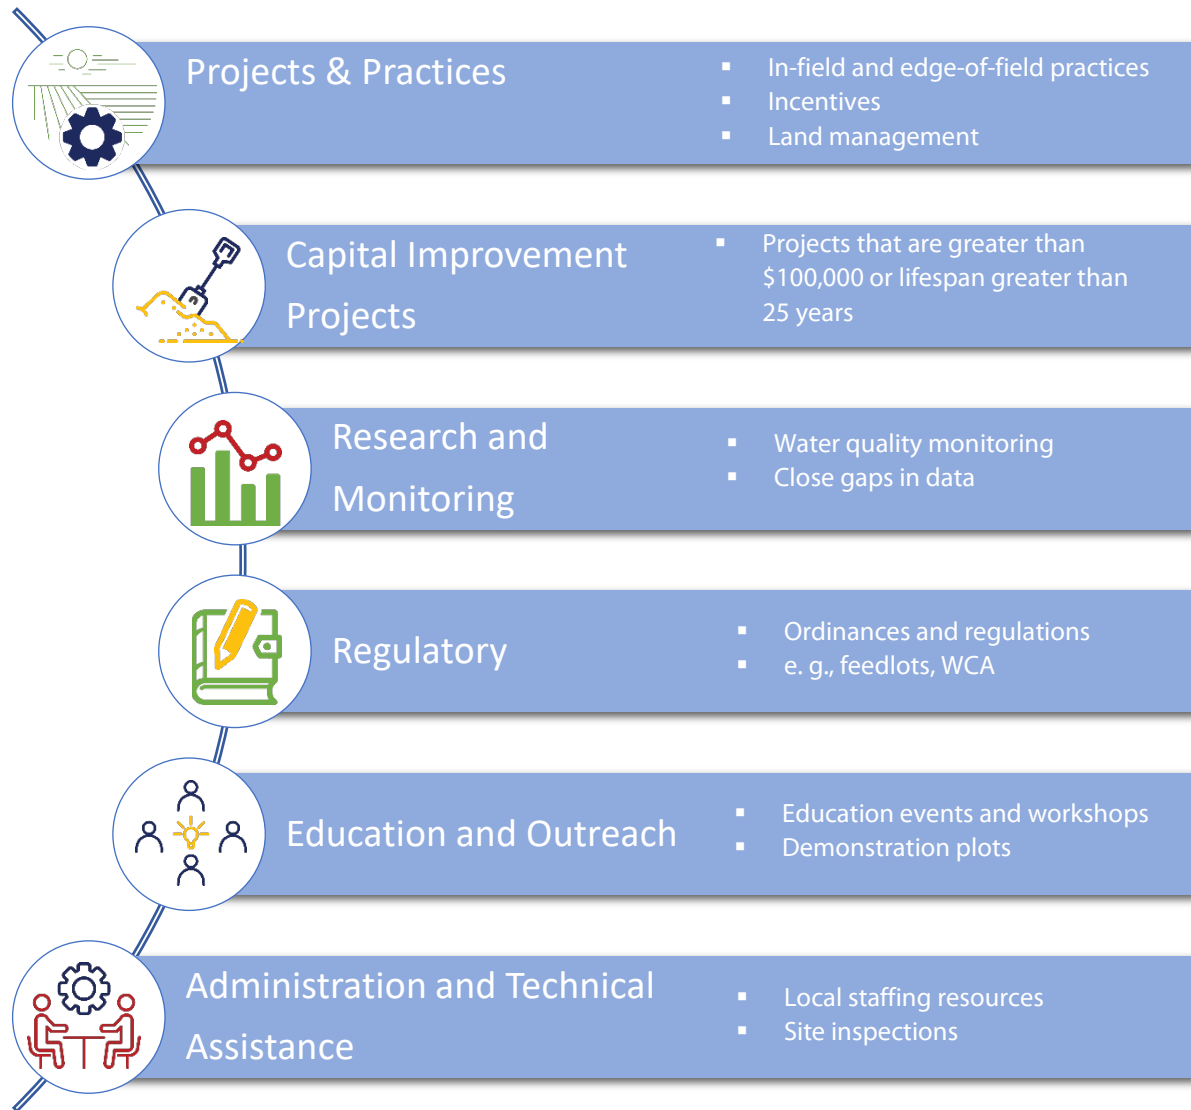 Projects & Practices
▪ In-field and edge-of-field practices
▪ Incentives
▪ Land management
Capital Improvement
Projects
▪ Projects that are greater than
$100,000 or lifespan greater than
25 years
Research and
Monitoring
▪ Water quality monitoring
▪ Close gaps in data
Regulatory
▪ Ordinances and regulations
▪ e. g., feedlots, WCA
Education and Outreach
▪ Education events and workshops
▪ Demonstration plots
Administration and Technical
Assistance
▪ Local staffing resources
▪ Site inspections